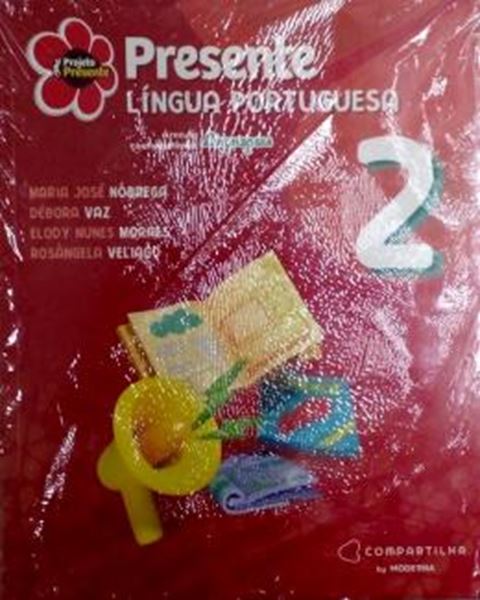 Projeto
Presente
Presente
LÍNGUA PORTUGUESA
2
MARIA JOSÉ NÓBREGA
DÉBORA VAZ
ELODY NUNES MORAES
ROSÂNGELA VELIAGO
COMPARTILHA
by MODERNA